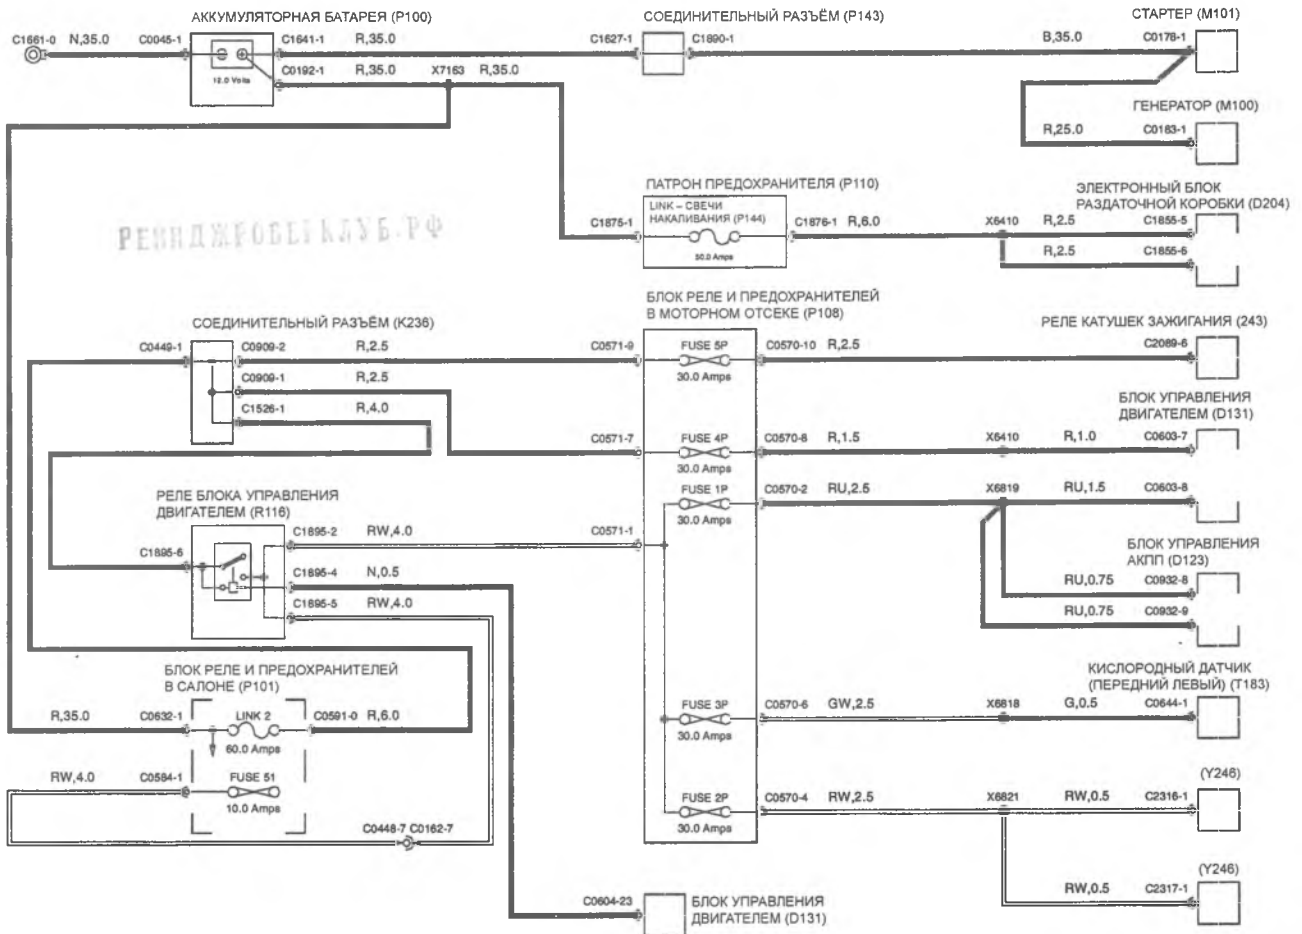 АККУМУЛЯТОРНАЯ БАТАРЕЯ (P100)
СОЕДИНИТЕЛЬНЫЙ РАЗЪЁМ (P143)
СТАРТЕР (M101)
C1661-0 N,35.0 C0045-1
C1641-1 R,35.0
C1627-1
C1890-1
B,35.0 C0178-1
12.0 Volts
C0192-1 R,35.0 X7163 R,35.0
ГЕНЕРАТОР (M100)
R,25.0 C0183-1
ПАТРОН ПРЕДОХРАНИТЕЛЯ (P110)
ЭЛЕКТРОННЫЙ БЛОК
РАЗДАТОЧНОЙ КОРОБКИ (D204)
LINK – СВЕЧИ
НАКАЛИВАНИЯ (P144)
C1875-1
C1876-1 R,6.0
X6410 R,2.5 C1855-5
50.0 Amps
R,2.5 C1855-6
РЕНДЖРОВЕРКЛУБ.РФ
БЛОК РЕЛЕ И ПРЕДОХРАНИТЕЛЕЙ
В МОТОРНОМ ОТСЕКЕ (P108)
СОЕДИНИТЕЛЬНЫЙ РАЗЪЁМ (K236)
РЕЛЕ КАТУШЕК ЗАЖИГАНИЯ (243)
C0449-1
C0909-2 R,2.5
C0571-9
FUSE 5P
30.0 Amps
C0570-10 R,2.5
C2089-6
C0909-1 R,2.5
C1526-1 R,4.0
БЛОК УПРАВЛЕНИЯ
ДВИГАТЕЛЕМ (D131)
C0571-7
FUSE 4P
30.0 Amps
C0570-8 R,1.5
X6410 R,1.0 C0603-7
FUSE 1P
30.0 Amps
C0570-2 RU,2.5
X6819 RU,1.5 C0603-8
РЕЛЕ БЛОКА УПРАВЛЕНИЯ
ДВИГАТЕЛЕМ (R116)
C1895-2 RW,4.0
C0571-1
C1895-6
БЛОК УПРАВЛЕНИЯ
АКПП (D123)
C1895-4 N,0.5
RU,0.75 C0932-8
C1895-5 RW,4.0
RU,0.75 C0932-9
БЛОК РЕЛЕ И ПРЕДОХРАНИТЕЛЕЙ
В САЛОНЕ (P101)
КИСЛОРОДНЫЙ ДАТЧИК
(ПЕРЕДНИЙ ЛЕВЫЙ) (T183)
R,35.0 C0632-1
LINK 2
60.0 Amps
C0591-0 R,6.0
FUSE 3P
30.0 Amps
C0570-6 GW,2.5
X6818 G,0.5 C0644-1
RW,4.0 C0584-1
FUSE 51
10.0 Amps
(Y246)
FUSE 2P
30.0 Amps
C0570-4 RW,2.5
X6821 RW,0.5 C2316-1
C0448-7 C0162-7
(Y246)
RW,0.5 C2317-1
C0604-23
БЛОК УПРАВЛЕНИЯ
ДВИГАТЕЛЕМ (D131)